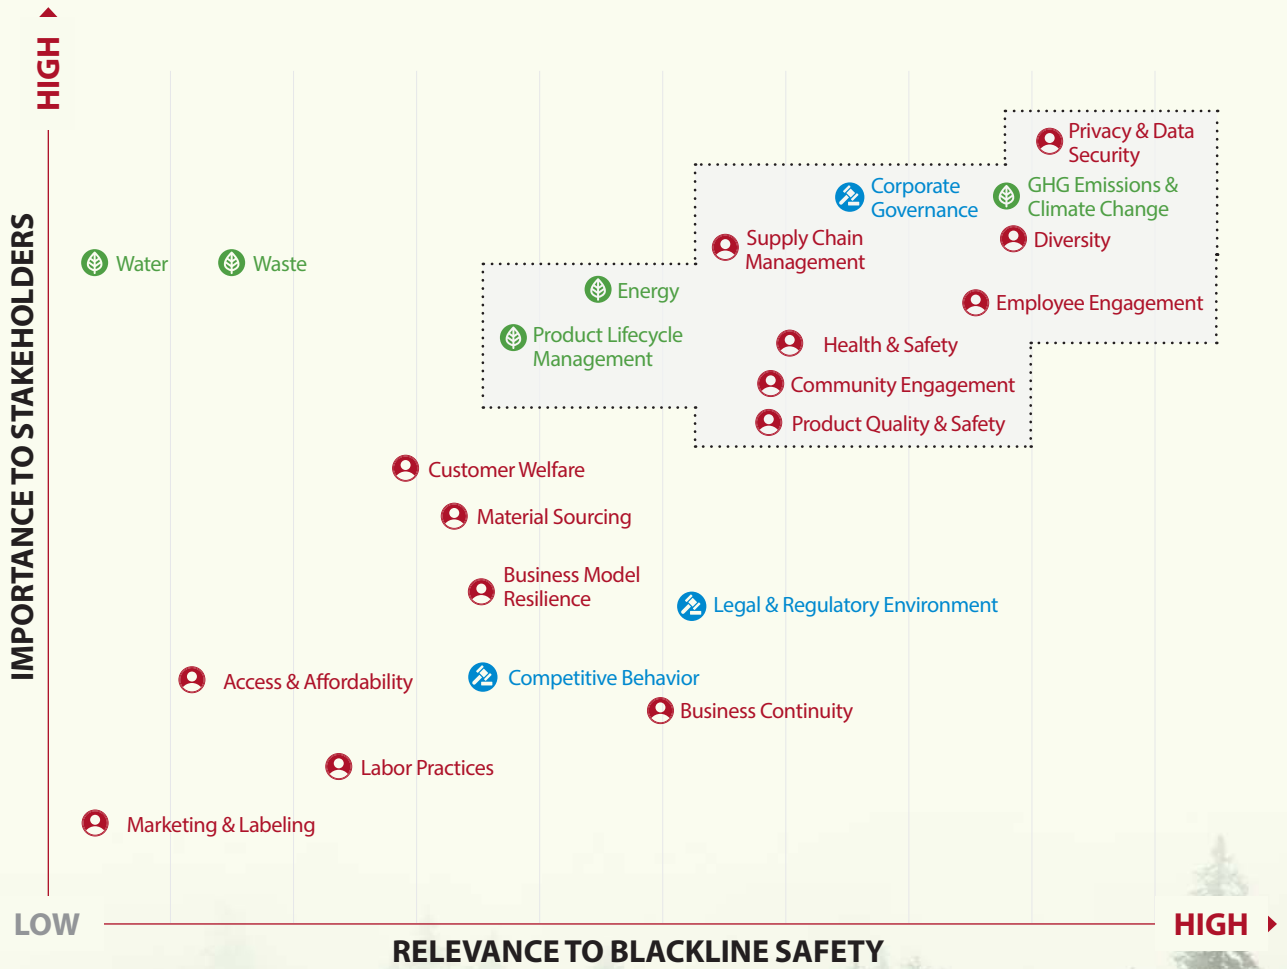 HIGH
IMPORTANCE TO STAKEHOLDERS
Privacy & Data
Security
Corporate
Governance
GHG Emissions &
Climate Change
Supply Chain
Management
Diversity
Water
Waste
Energy
Employee Engagement
Product Lifecycle
Management
Health & Safety
Community Engagement
Product Quality & Safety
Customer Welfare
Material Sourcing
Business Model
Resilience
Legal & Regulatory Environment
Access & Affordability
Competitive Behavior
Business Continuity
Labor Practices
Marketing & Labeling
LOW
HIGH
RELEVANCE TO BLACKLINE SAFETY